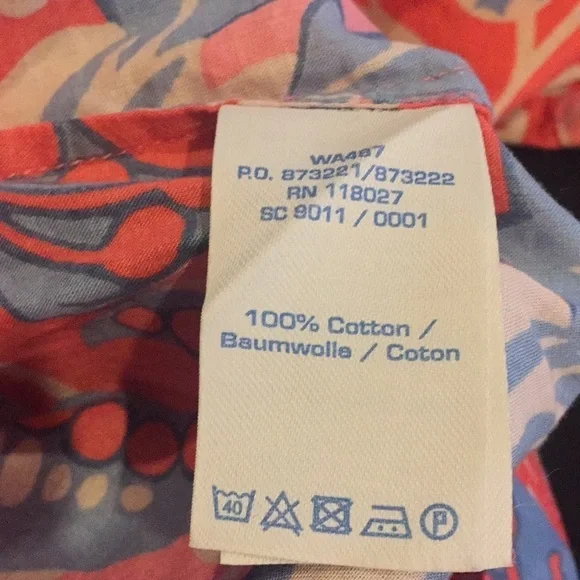 WA487
P.O. 873221/873222
RN 118027
SC 9011 / 0001
100% Cotton /
Baumwolle / Coton
40 P